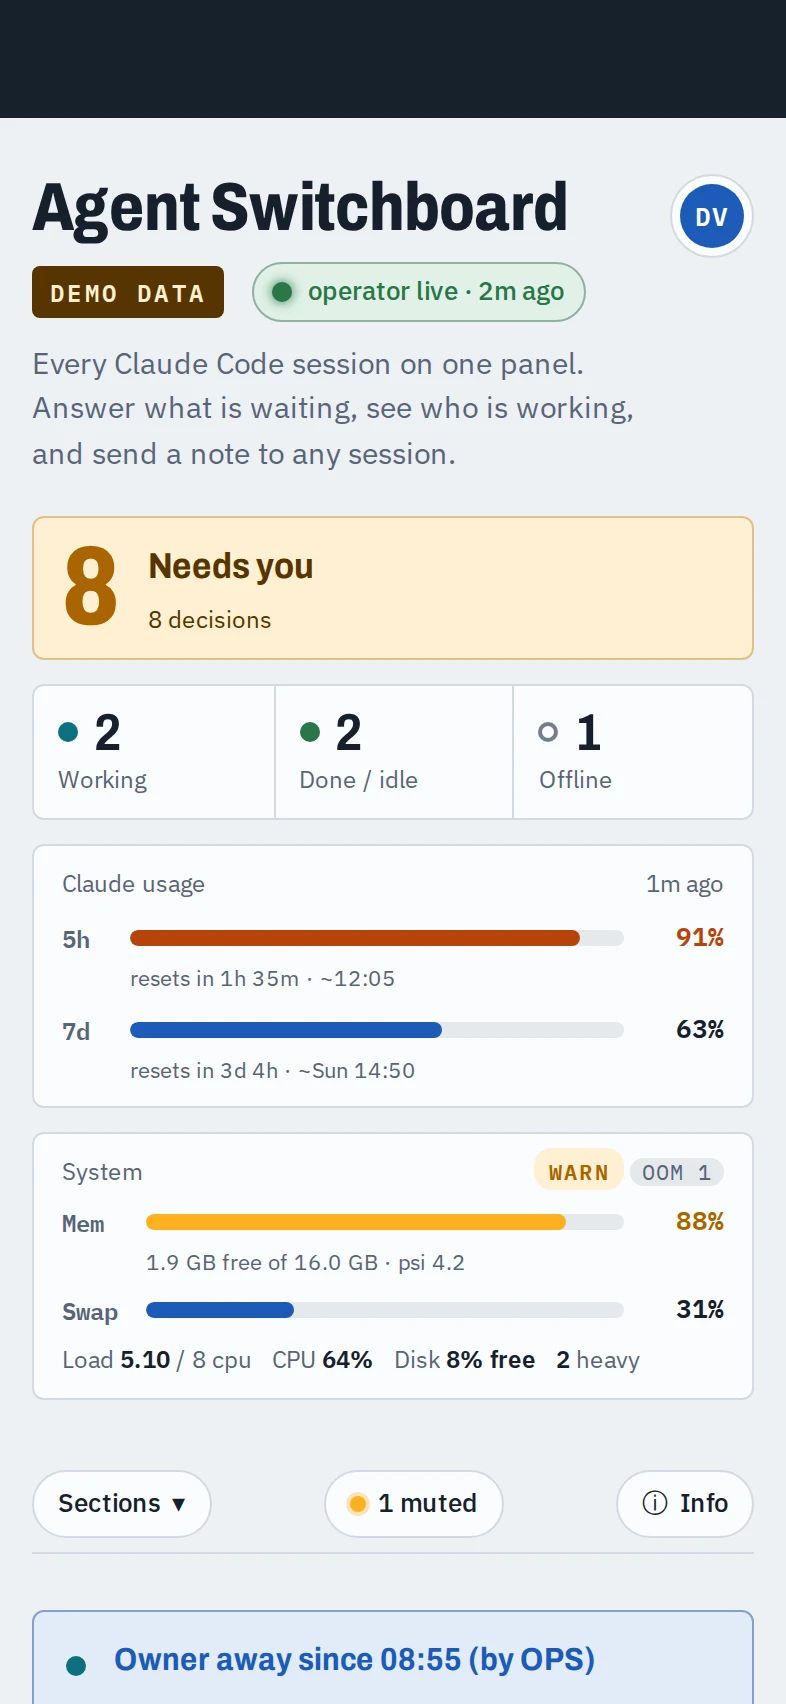 Agent Switchboard
DV
DEMO DATA
operator live · 2m ago
Every Claude Code session on one panel.
Answer what is waiting, see who is working,
and send a note to any session.
8
Needs you
8 decisions
2
Working
2
Done / idle
1
Offline
Claude usage 1m ago
5h 91%
resets in 1h 35m · ~12:05
7d 63%
resets in 3d 4h · ~Sun 14:50
System WARN OOM 1
Mem 88%
1.9 GB free of 16.0 GB · psi 4.2
Swap 31%
Load 5.10 / 8 cpu CPU 64% Disk 8% free 2 heavy
Sections ▾ 1 muted ⓘ Info
Owner away since 08:55 (by OPS)